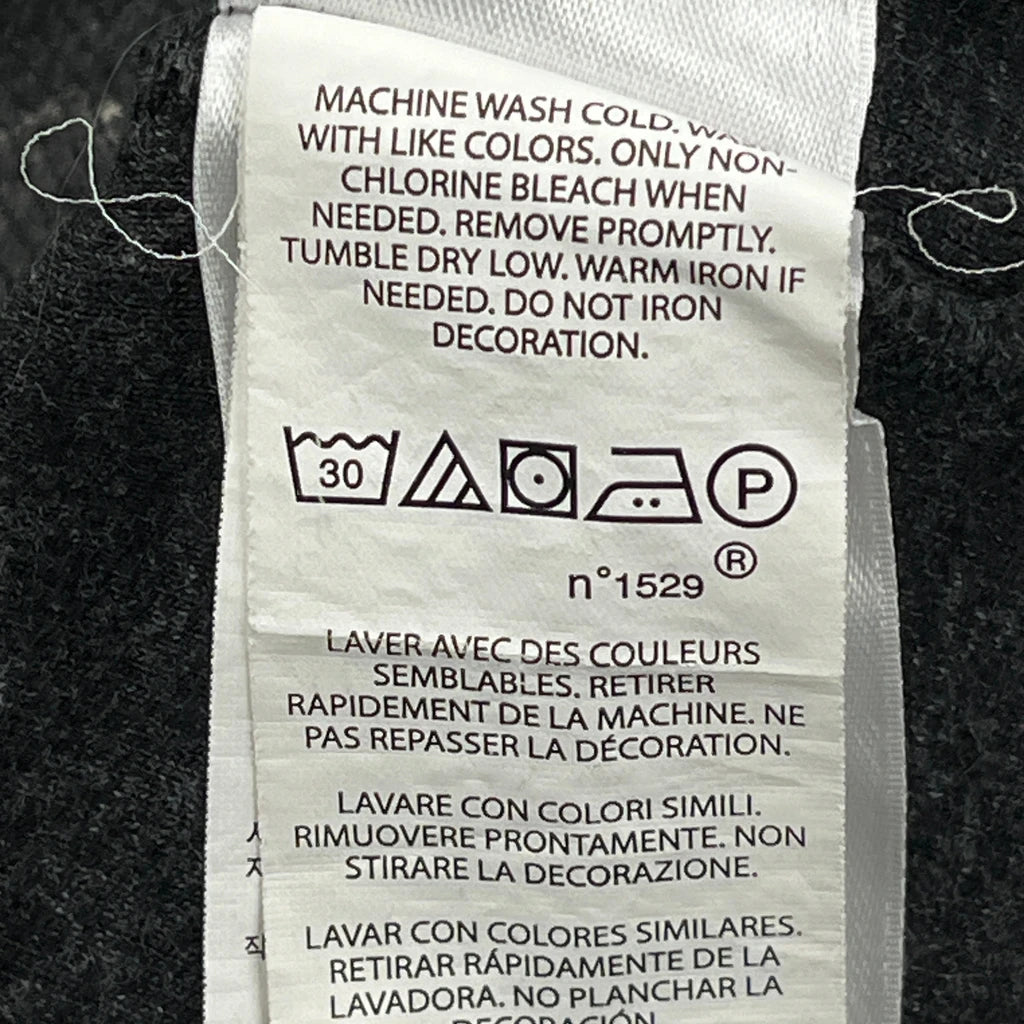 MACHINE WASH COLD.
WITH LIKE COLORS. ONLY NON-
CHLORINE BLEACH WHEN
NEEDED. REMOVE PROMPTLY.
TUMBLE DRY LOW. WARM IRON IF
NEEDED. DO NOT IRON
DECORATION.
30 P
®
n°1529
LAVER AVEC DES COULEURS
SEMBLABLES. RETIRER
RAPIDEMENT DE LA MACHINE. NE
PAS REPASSER LA DÉCORATION.
LAVARE CON COLORI SIMILI.
RIMUOVERE PRONTAMENTE. NON
STIRARE LA DECORAZIONE.
LAVAR CON COLORES SIMILARES.
RETIRAR RÁPIDAMENTE DE LA
LAVADORA. NO PLANCHAR LA
DECORACIÓN